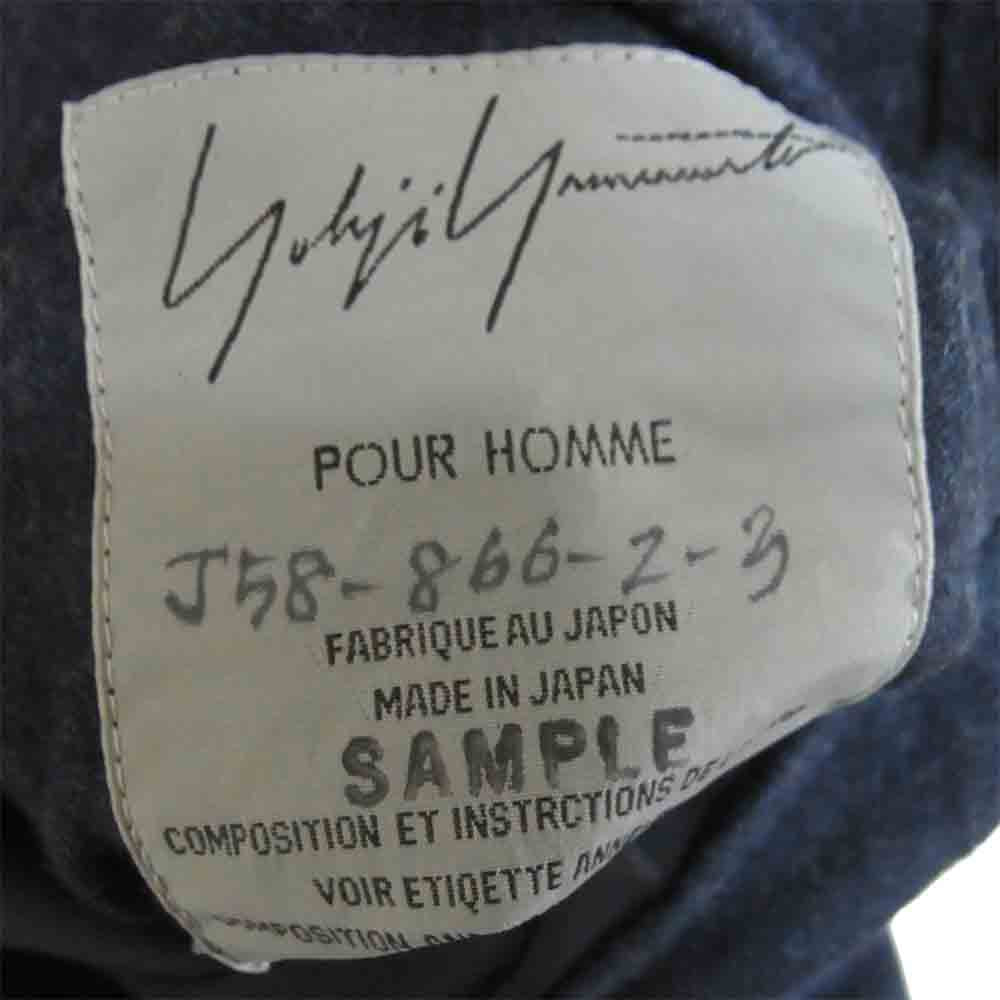 Yohji Yamamoto
POUR HOMME
J58-866-2-3
FABRIQUE AU JAPON
MADE IN JAPAN
SAMPLE
COMPOSITION ET INSTRCTIONS
VOIR ETIQETTE
COMPOSITION